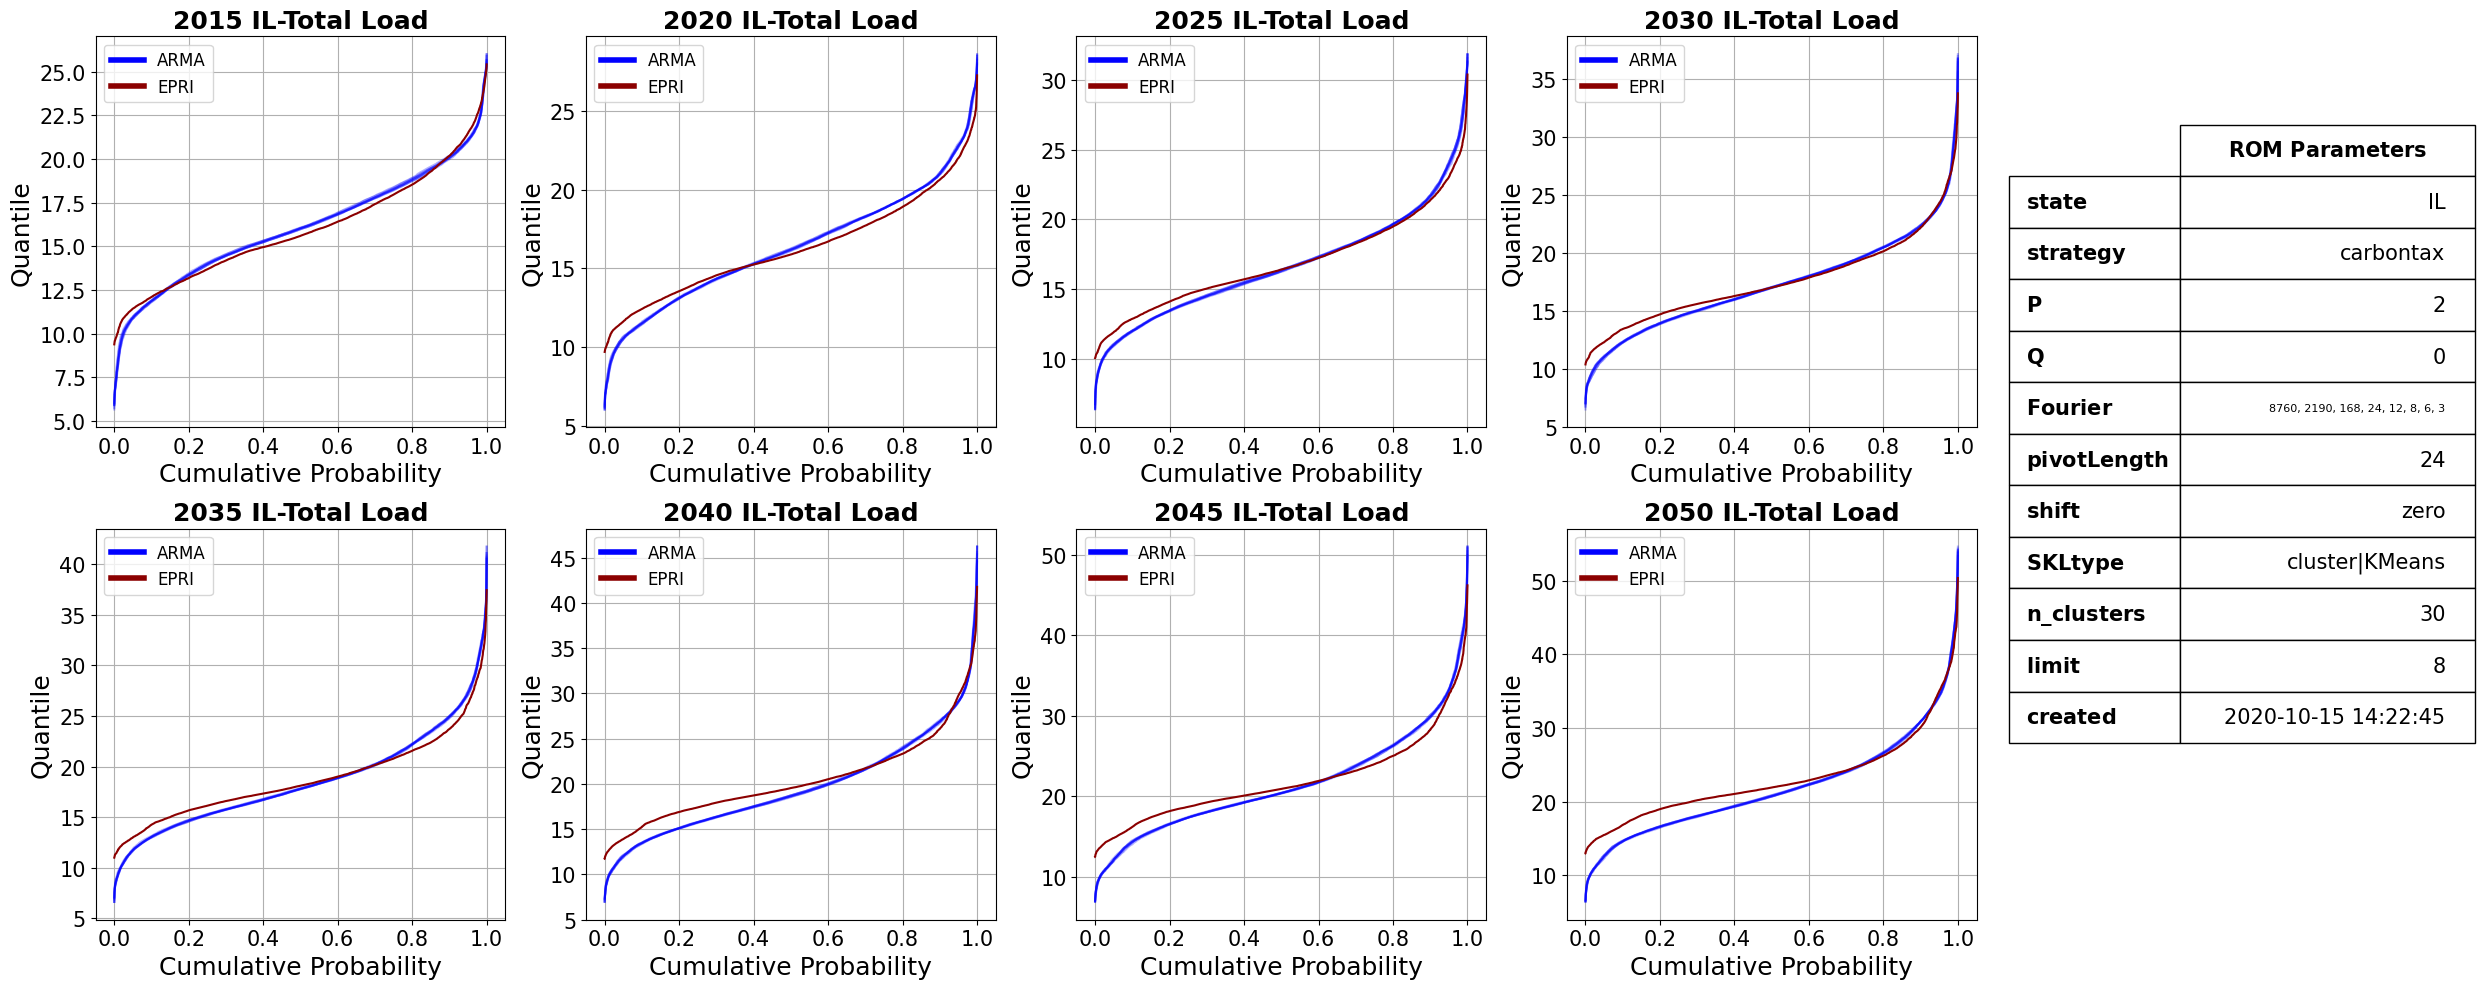 2015 IL-Total Load
ARMA
EPRI
Quantile
25.0
22.5
20.0
17.5
15.0
12.5
10.0
7.5
5.0
0.0 0.2 0.4 0.6 0.8 1.0
Cumulative Probability
2020 IL-Total Load
ARMA
EPRI
Quantile
25
20
15
10
5
0.0 0.2 0.4 0.6 0.8 1.0
Cumulative Probability
2025 IL-Total Load
ARMA
EPRI
Quantile
30
25
20
15
10
0.0 0.2 0.4 0.6 0.8 1.0
Cumulative Probability
2030 IL-Total Load
ARMA
EPRI
Quantile
35
30
25
20
15
10
5
0.0 0.2 0.4 0.6 0.8 1.0
Cumulative Probability
2035 IL-Total Load
ARMA
EPRI
Quantile
40
35
30
25
20
15
10
5
0.0 0.2 0.4 0.6 0.8 1.0
Cumulative Probability
2040 IL-Total Load
ARMA
EPRI
Quantile
45
40
35
30
25
20
15
10
5
0.0 0.2 0.4 0.6 0.8 1.0
Cumulative Probability
2045 IL-Total Load
ARMA
EPRI
Quantile
50
40
30
20
10
0.0 0.2 0.4 0.6 0.8 1.0
Cumulative Probability
2050 IL-Total Load
ARMA
EPRI
Quantile
50
40
30
20
10
0.0 0.2 0.4 0.6 0.8 1.0
Cumulative Probability
ROM Parameters
state IL
strategy carbontax
P 2
Q 0
Fourier 8760, 2190, 168, 24, 12, 8, 6, 3
pivotLength 24
shift zero
SKLtype cluster|KMeans
n_clusters 30
limit 8
created 2020-10-15 14:22:45